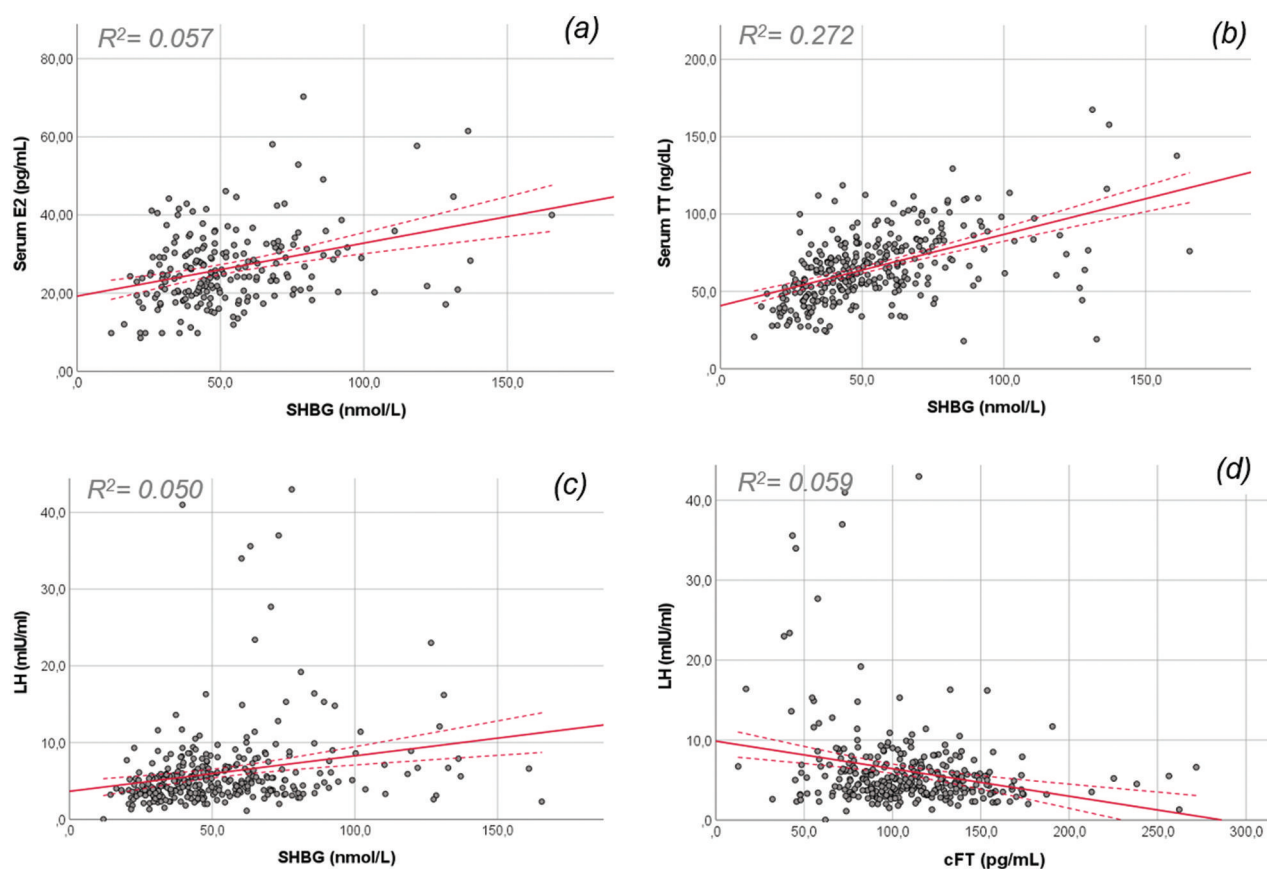 R²= 0.057
(a)
80,00
60,00
40,00
20,00
,00
Serum E2 (pg/mL)
,0 50,0 100,0 150,0
SHBG (nmol/L)
R²= 0.272
(b)
200,0
150,0
100,0
50,0
,0
Serum TT (ng/dL)
,0 50,0 100,0 150,0
SHBG (nmol/L)
R²= 0.050
(c)
40,0
30,0
20,0
10,0
,0
LH (mIU/ml)
,0 50,0 100,0 150,0
SHBG (nmol/L)
R²= 0.059
(d)
40,0
30,0
20,0
10,0
,0
LH (mIU/ml)
,0 50,0 100,0 150,0 200,0 250,0 300,0
cFT (pg/mL)